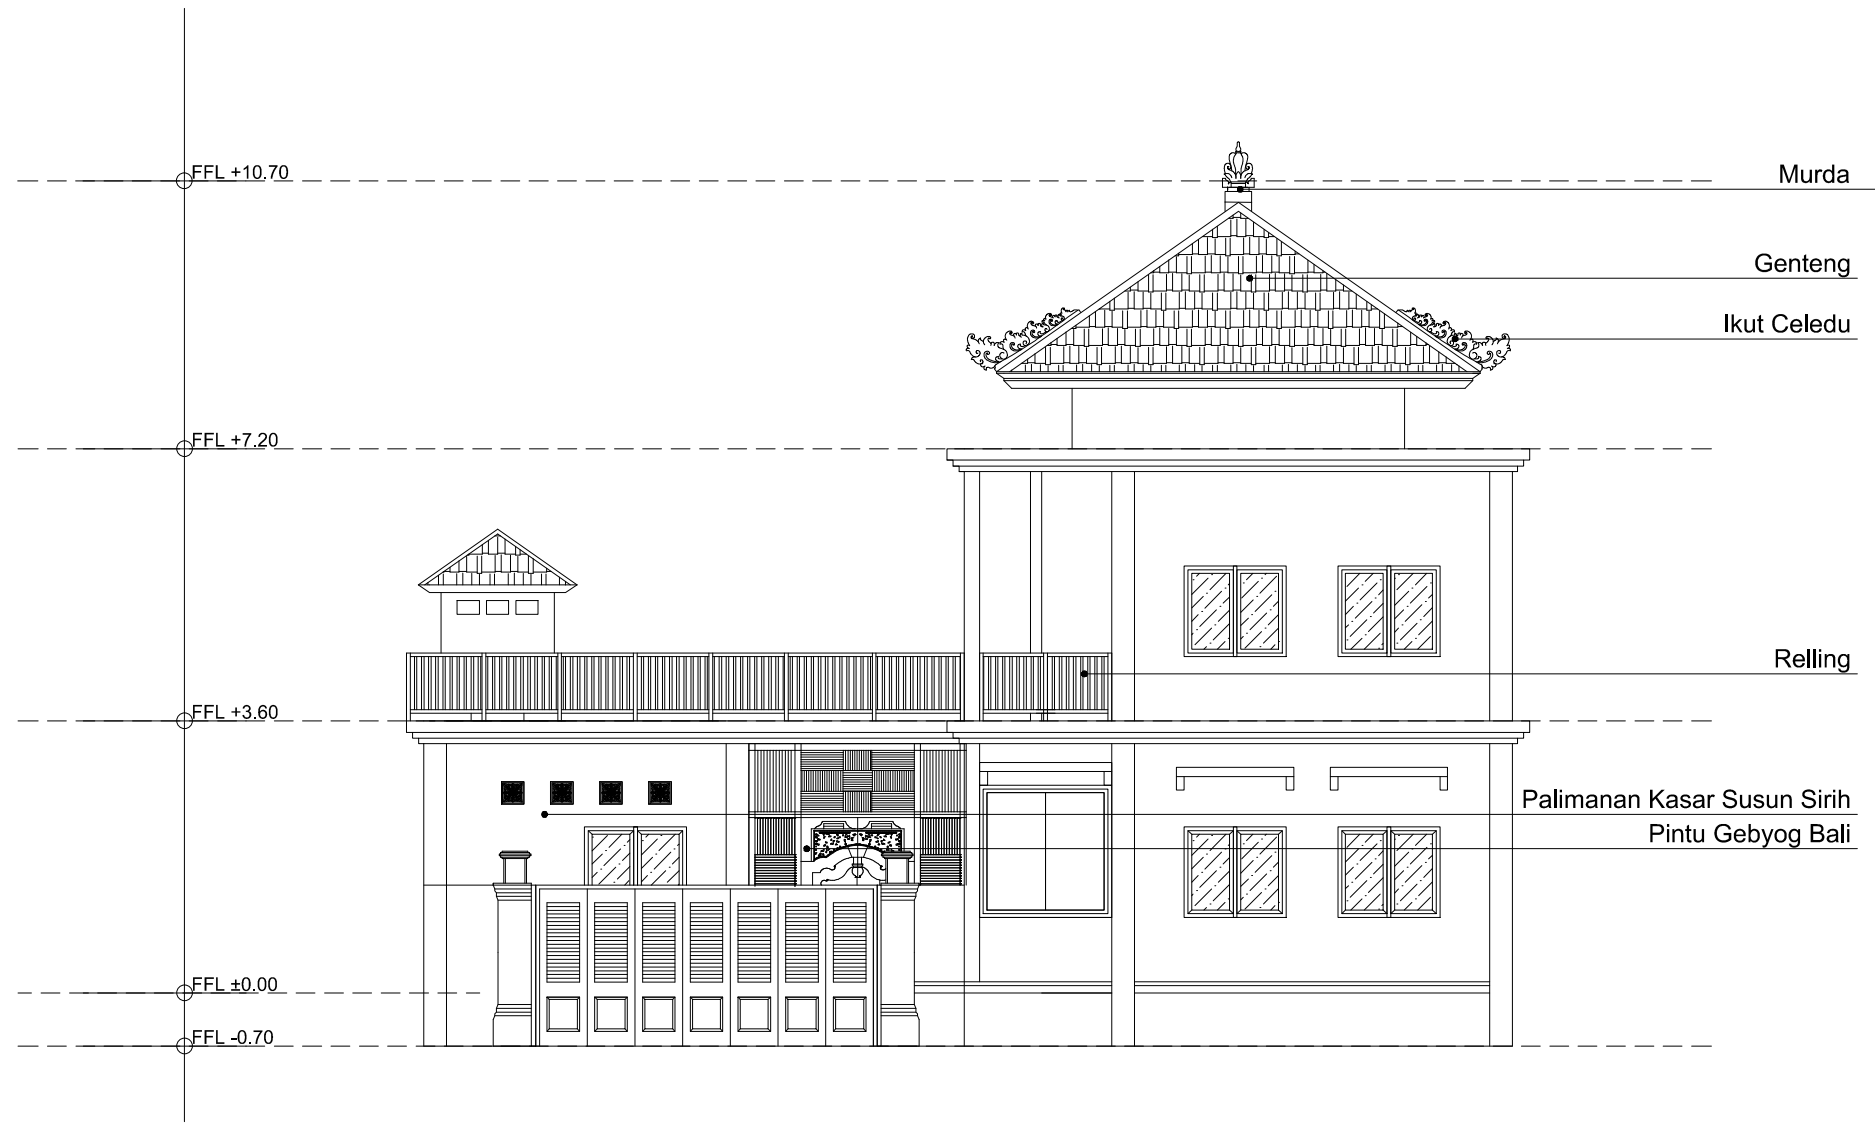 FFL +10.70
Murda
Genteng
Ikut Celedu
FFL +7.20
Relling
FFL +3.60
Palimanan Kasar Susun Sirih
Pintu Gebyog Bali
FFL ±0.00
FFL -0.70